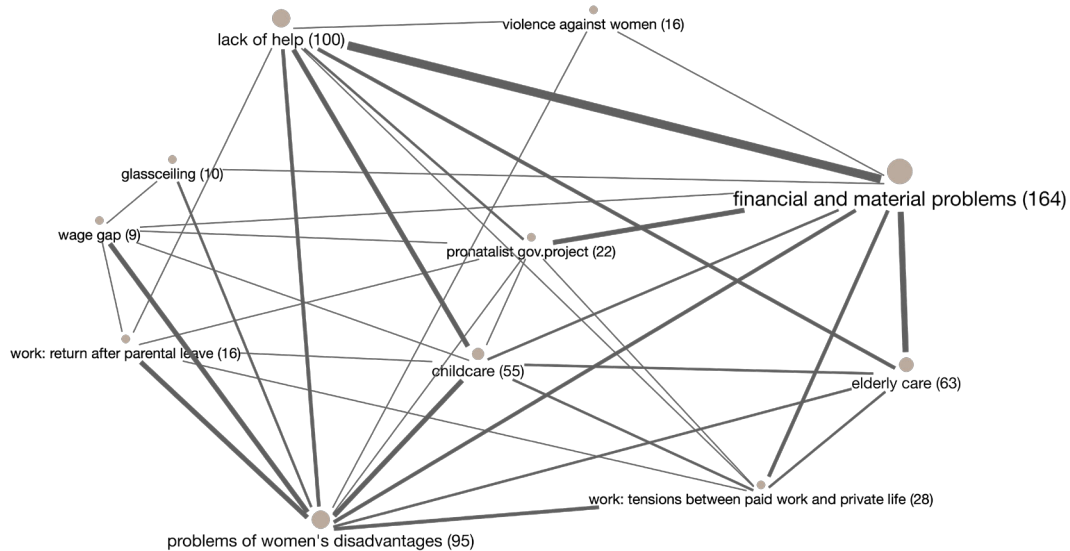 violence against women (16)
lack of help (100)
glassceiling (10)
financial and material problems (164)
wage gap (9)
pronatalist gov.project (22)
work: return after parental leave (16)
childcare (55)
elderly care (63)
work: tensions between paid work and private life (28)
problems of women's disadvantages (95)